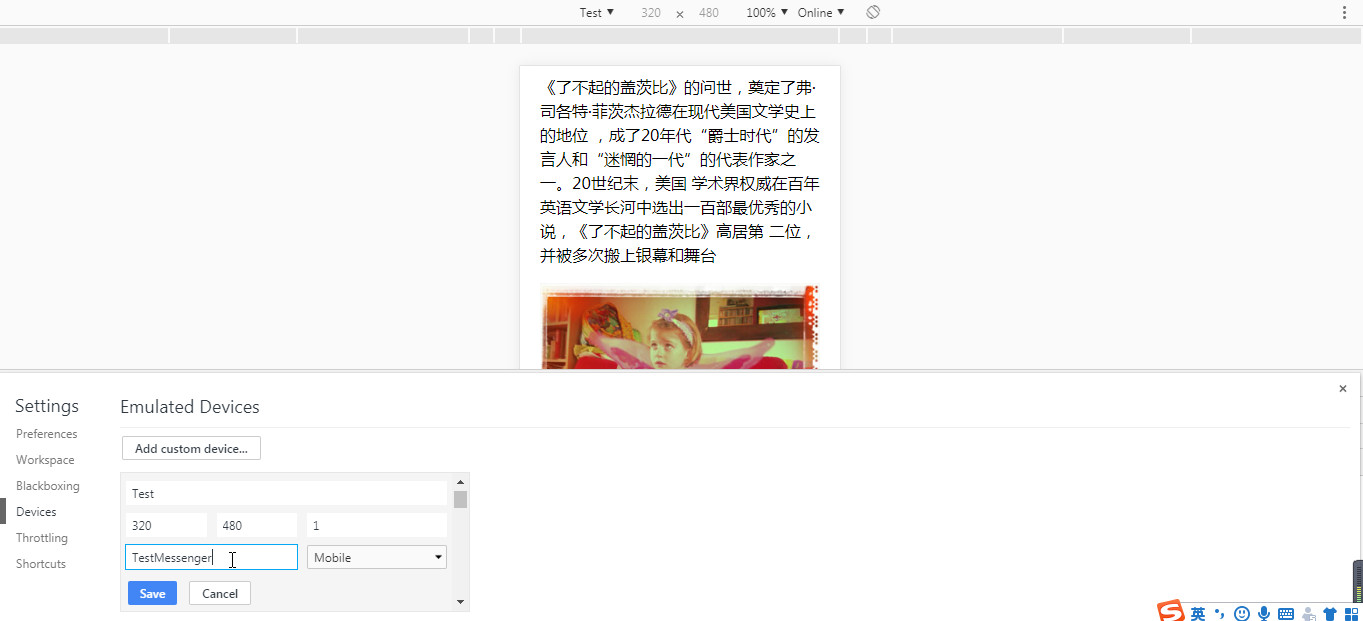 Test ▼ 320 × 480 100% ▼ Online ▼
《了不起的盖茨比》的问世，奠定了弗·
司各特·菲茨杰拉德在现代美国文学史上
的地位 ，成了20年代“爵士时代”的发
言人和“迷惘的一代”的代表作家之
一。20世纪末，美国 学术界权威在百年
英语文学长河中选出一百部最优秀的小
说，《了不起的盖茨比》高居第 二位，
并被多次搬上银幕和舞台
Settings
Preferences
Workspace
Blackboxing
Devices
Throttling
Shortcuts
Emulated Devices
Add custom device...
Test
320 480 1
TestMessenger Mobile
Save Cancel
英